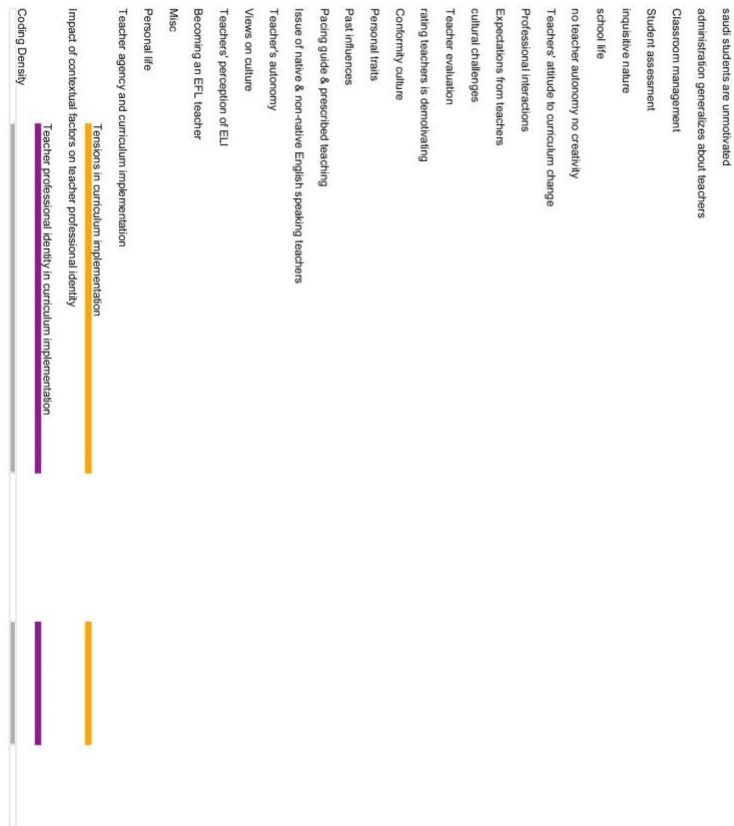 saudi students are unmotivated
administration generalizes about teachers
Classroom management
Student assessment
inquisitive nature
school life
no teacher autonomy no creativity
Teachers' attitude to curriculum change
Professional interactions
Expectations from teachers
cultural challenges
Teacher evaluation
rating teachers is demotivating
Conformity culture
Personal traits
Past influences
Pacing guide & prescribed teaching
Issue of native & non-native English speaking teachers
Teacher's autonomy
Views on culture
Teachers' perception of ELI
Becoming an EFL teacher
Misc
Personal life
Teacher agency and curriculum implementation
Tensions in curriculum implementation
Impact of contextual factors on teacher professional identity
Teacher professional identity in curriculum implementation
Coding Density